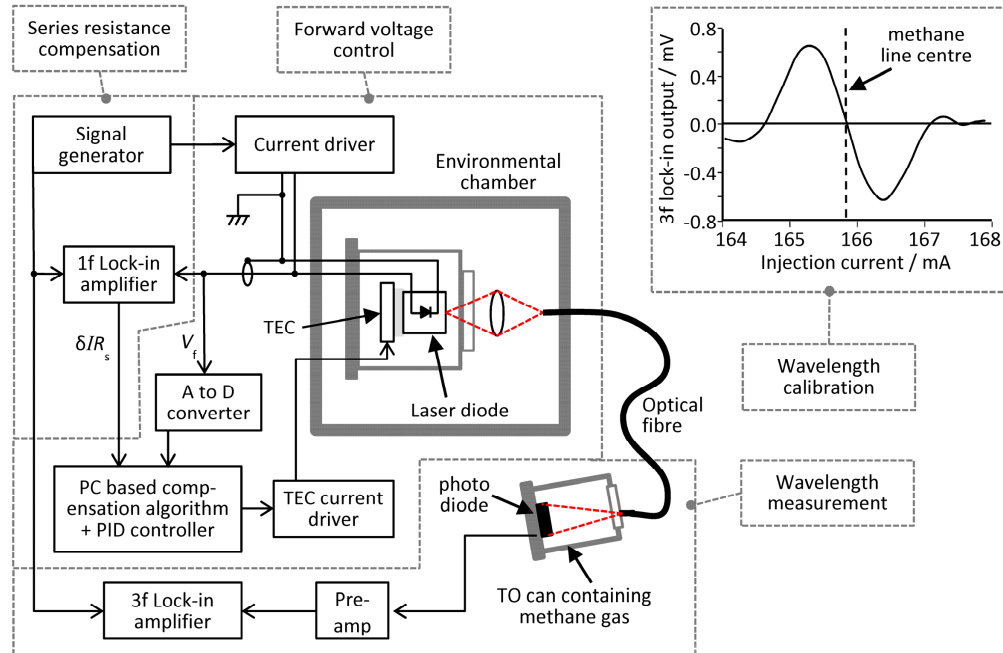 Series resistance
compensation
Forward voltage
control
Signal
generator
Current driver
Environmental
chamber
1f Lock-in
amplifier
TEC
δIRs
Vf
A to D
converter
Laser diode
Optical
fibre
PC based comp-
ensation algorithm
+ PID controller
TEC current
driver
photo
diode
TO can containing
methane gas
3f Lock-in
amplifier
Pre-
amp
methane
line centre
3f lock-in output / mV
0.8
0.4
0.0
-0.4
-0.8
164 165 166 167 168
Injection current / mA
Wavelength
calibration
Wavelength
measurement